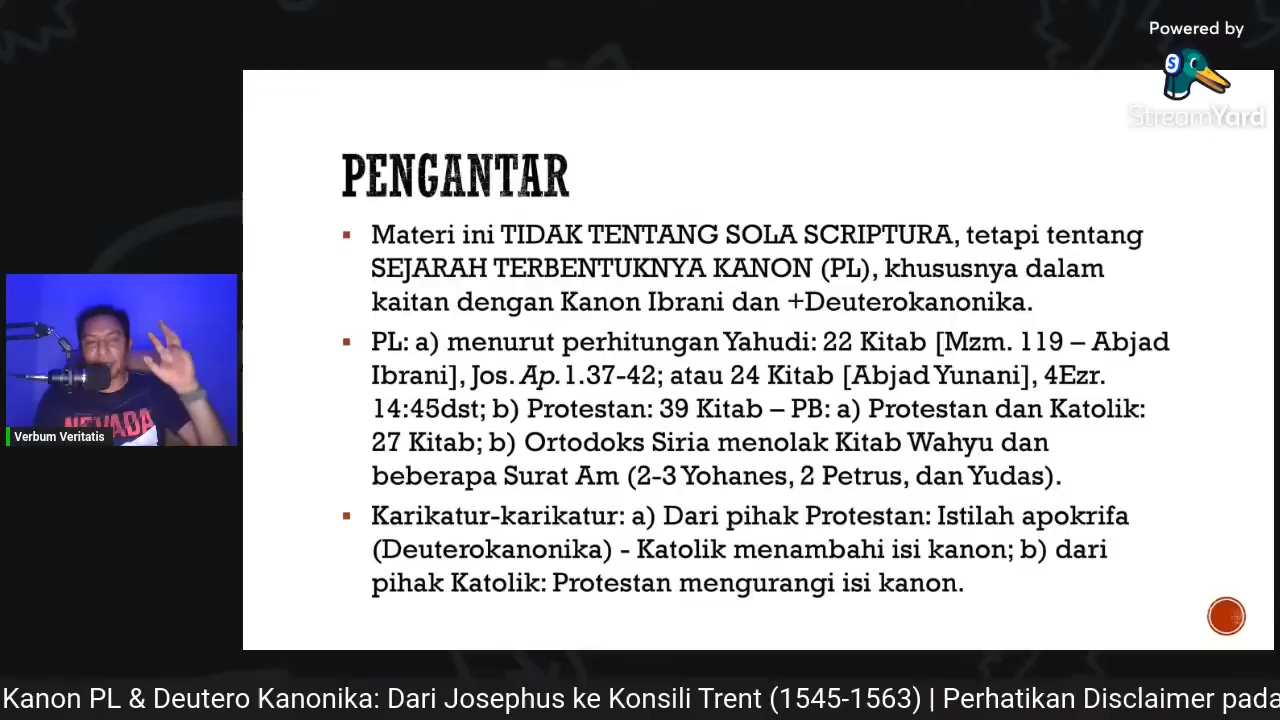 Powered by
StreamYard
PENGANTAR
▪ Materi ini TIDAK TENTANG SOLA SCRIPTURA, tetapi tentang
SEJARAH TERBENTUKNYA KANON (PL), khususnya dalam
kaitan dengan Kanon Ibrani dan +Deuterokanonika.
▪ PL: a) menurut perhitungan Yahudi: 22 Kitab [Mzm. 119 – Abjad
Ibrani], Jos. Ap. 1.37-42; atau 24 Kitab [Abjad Yunani], 4Ezr.
14:45dst; b) Protestan: 39 Kitab – PB: a) Protestan dan Katolik:
27 Kitab; b) Ortodoks Siria menolak Kitab Wahyu dan
beberapa Surat Am (2-3 Yohanes, 2 Petrus, dan Yudas).
▪ Karikatur-karikatur: a) Dari pihak Protestan: Istilah apokrifa
(Deuterokanonika) - Katolik menambahi isi kanon; b) dari
pihak Katolik: Protestan mengurangi isi kanon.
NEVADA
Verbum Veritatis
Kanon PL & Deutero Kanonika: Dari Josephus ke Konsili Trent (1545-1563) | Perhatikan Disclaimer pada